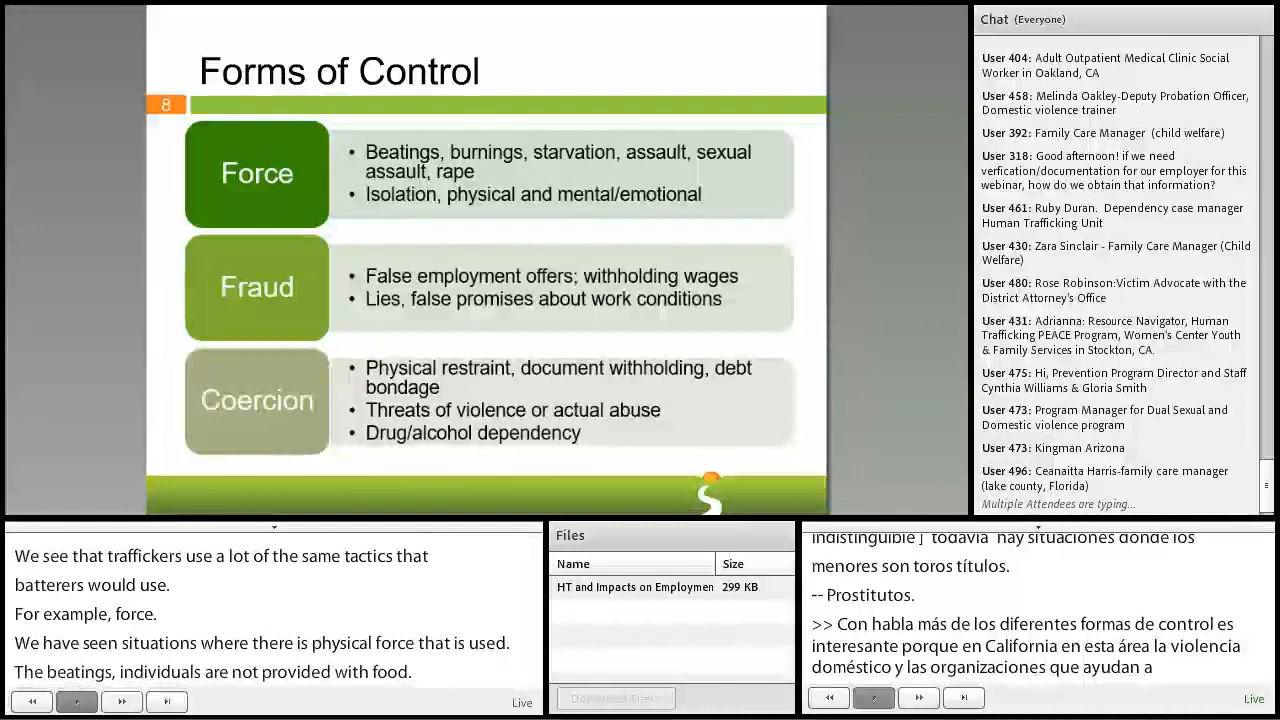 Forms of Control
8
Force
• Beatings, burnings, starvation, assault, sexual
assault, rape
• Isolation, physical and mental/emotional
Fraud
• False employment offers; withholding wages
• Lies, false promises about work conditions
Coercion
• Physical restraint, document withholding, debt
bondage
• Threats of violence or actual abuse
• Drug/alcohol dependency
Chat (Everyone)
User 404: Adult Outpatient Medical Clinic Social
Worker in Oakland, CA
User 458: Melinda Oakley-Deputy Probation Officer,
Domestic violence trainer
User 392: Family Care Manager (child welfare)
User 318: Good afternoon! if we need
verfication/documentation for our employer for this
webinar, how do we obtain that information?
User 461: Ruby Duran. Dependency case manager
Human Trafficking Unit
User 430: Zara Sinclair - Family Care Manager (Child
Welfare)
User 480: Rose Robinson:Victim Advocate with the
District Attorney's Office
User 431: Adrianna: Resource Navigator, Human
Trafficking PEACE Program, Women's Center Youth
& Family Services in Stockton, CA.
User 475: Hi, Prevention Program Director and Staff
Cynthia Williams & Gloria Smith
User 473: Program Manager for Dual Sexual and
Domestic violence program
User 473: Kingman Arizona
User 496: Ceanaitta Harris-family care manager
(lake county, Florida)
Multiple Attendees are typing...
We see that traffickers use a lot of the same tactics that
batterers would use.
For example, force.
We have seen situations where there is physical force that is used.
The beatings, individuals are not provided with food.
Live
Files
Name Size
HT and Impacts on Employmen 299 KB
indistinguible] todavía hay situaciones donde los
menores son toros títulos.
-- Prostitutos.
>> Con habla más de los diferentes formas de control es
interesante porque en California en esta área la violencia
doméstico y las organizaciones que ayudan a
Live